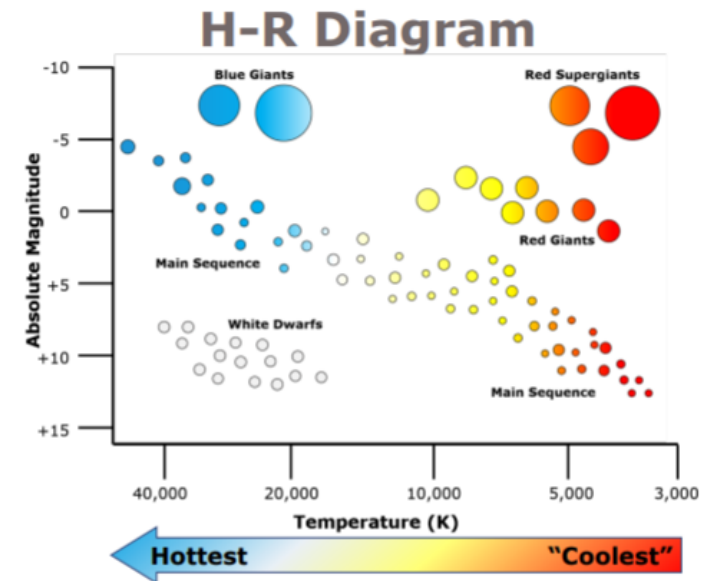 H-R Diagram
-10
Blue Giants
Red Supergiants
-5
0
Red Giants
Main Sequence
+5
White Dwarfs
+10
Main Sequence
+15
Absolute Magnitude
40,000 20,000 10,000 5,000 3,000
Temperature (K)
Hottest "Coolest"